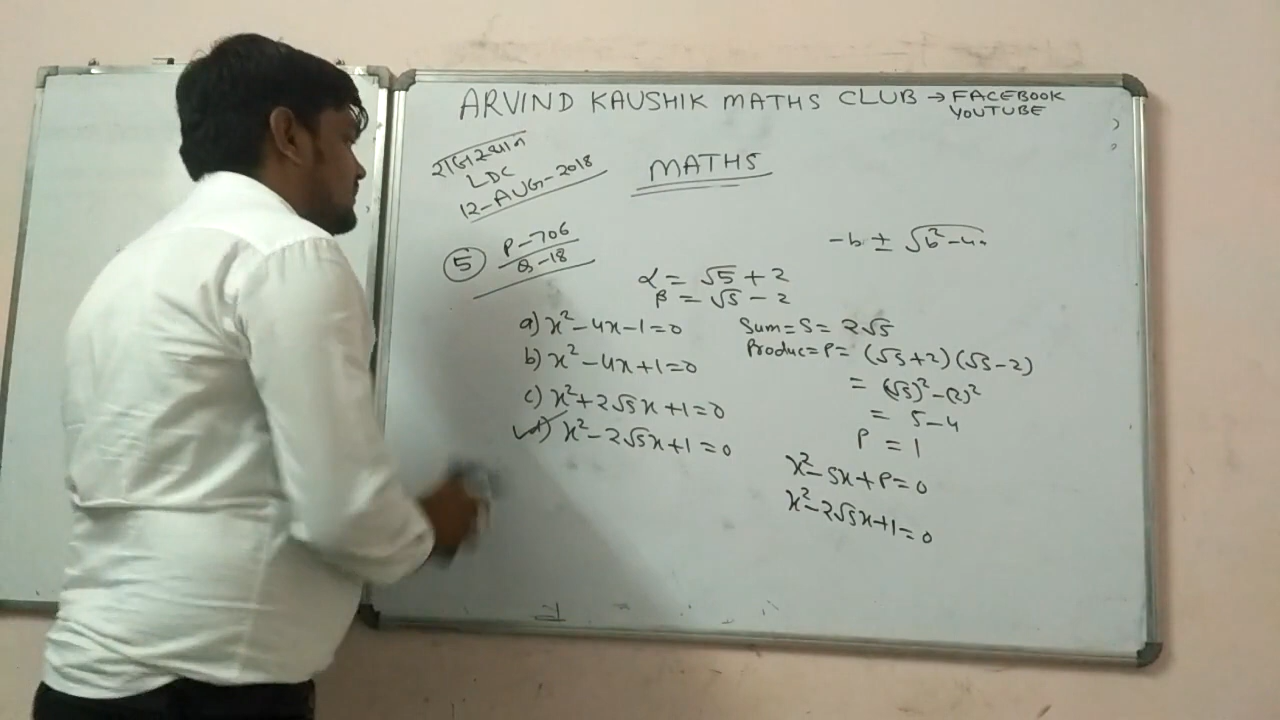 ARVIND KAUSHIK MATHS CLUB → FACEBOOK
YOUTUBE
राजस्थान
LDC
12-AUG-2018
MATHS
⑤ P-706
Q-18
-b ± √b²-4
α = √5 + 2
β = √5 - 2
a) x² - 4x - 1 = 0
b) x² - 4x + 1 = 0
c) x² + 2√5x + 1 = 0
d) x² - 2√5x + 1 = 0
Sum = S = 2√5
Produc = P = (√5+2)(√5-2)
= (√5)² - (2)²
= 5 - 4
P = 1
x² - Sx + P = 0
x² - 2√5x + 1 = 0